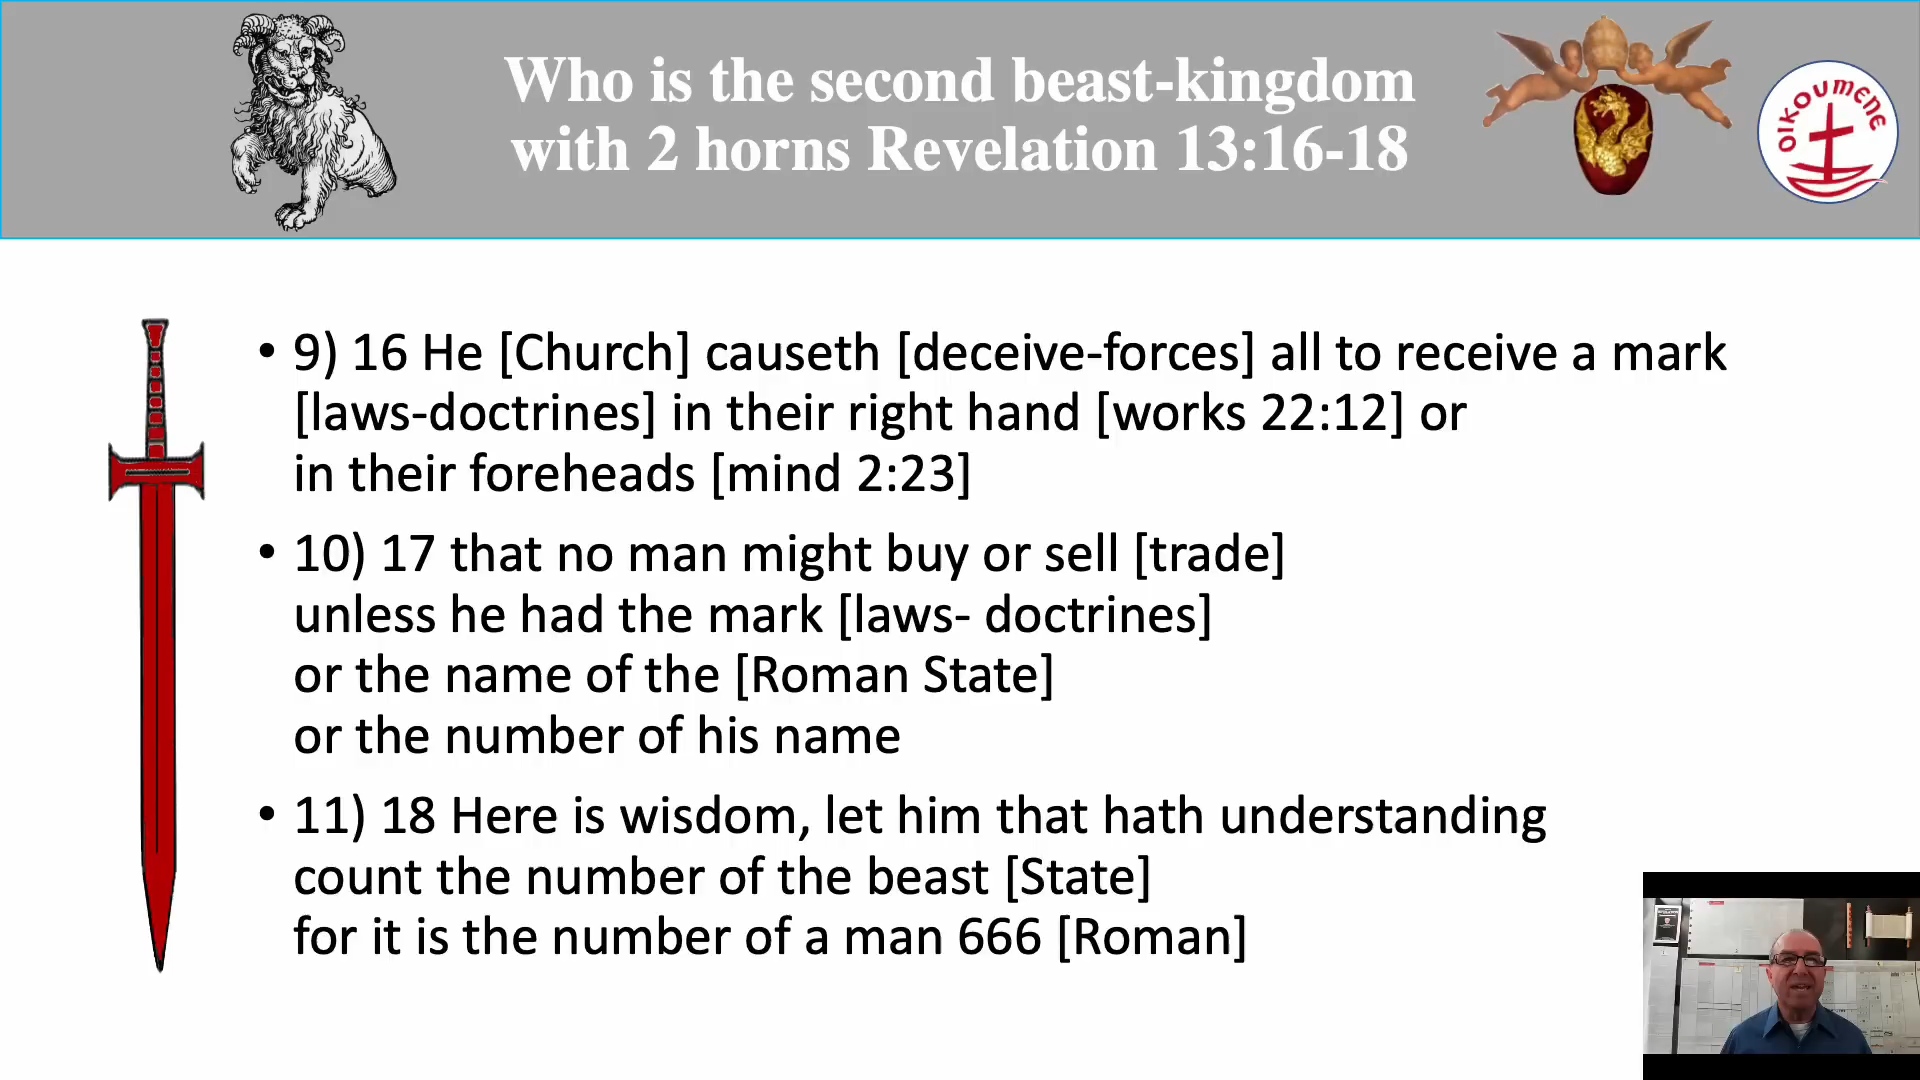 Who is the second beast-kingdom
with 2 horns Revelation 13:16-18
OIKOUMENE
• 9) 16 He [Church] causeth [deceive-forces] all to receive a mark
[laws-doctrines] in their right hand [works 22:12] or
in their foreheads [mind 2:23]
• 10) 17 that no man might buy or sell [trade]
unless he had the mark [laws- doctrines]
or the name of the [Roman State]
or the number of his name
• 11) 18 Here is wisdom, let him that hath understanding
count the number of the beast [State]
for it is the number of a man 666 [Roman]